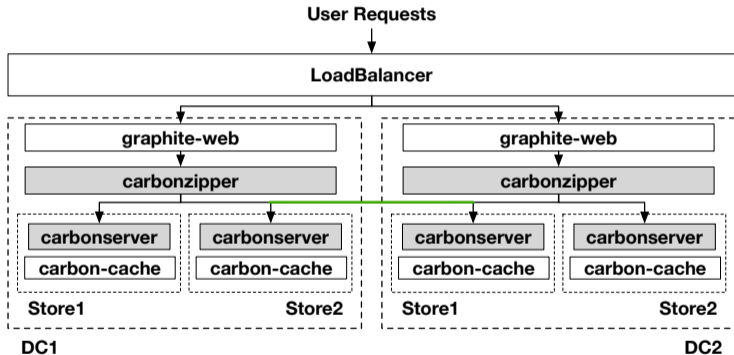 User Requests
LoadBalancer
graphite-web graphite-web
carbonzipper carbonzipper
carbonserver carbonserver carbonserver carbonserver
carbon-cache carbon-cache carbon-cache carbon-cache
Store1 Store2 Store1 Store2
DC1 DC2